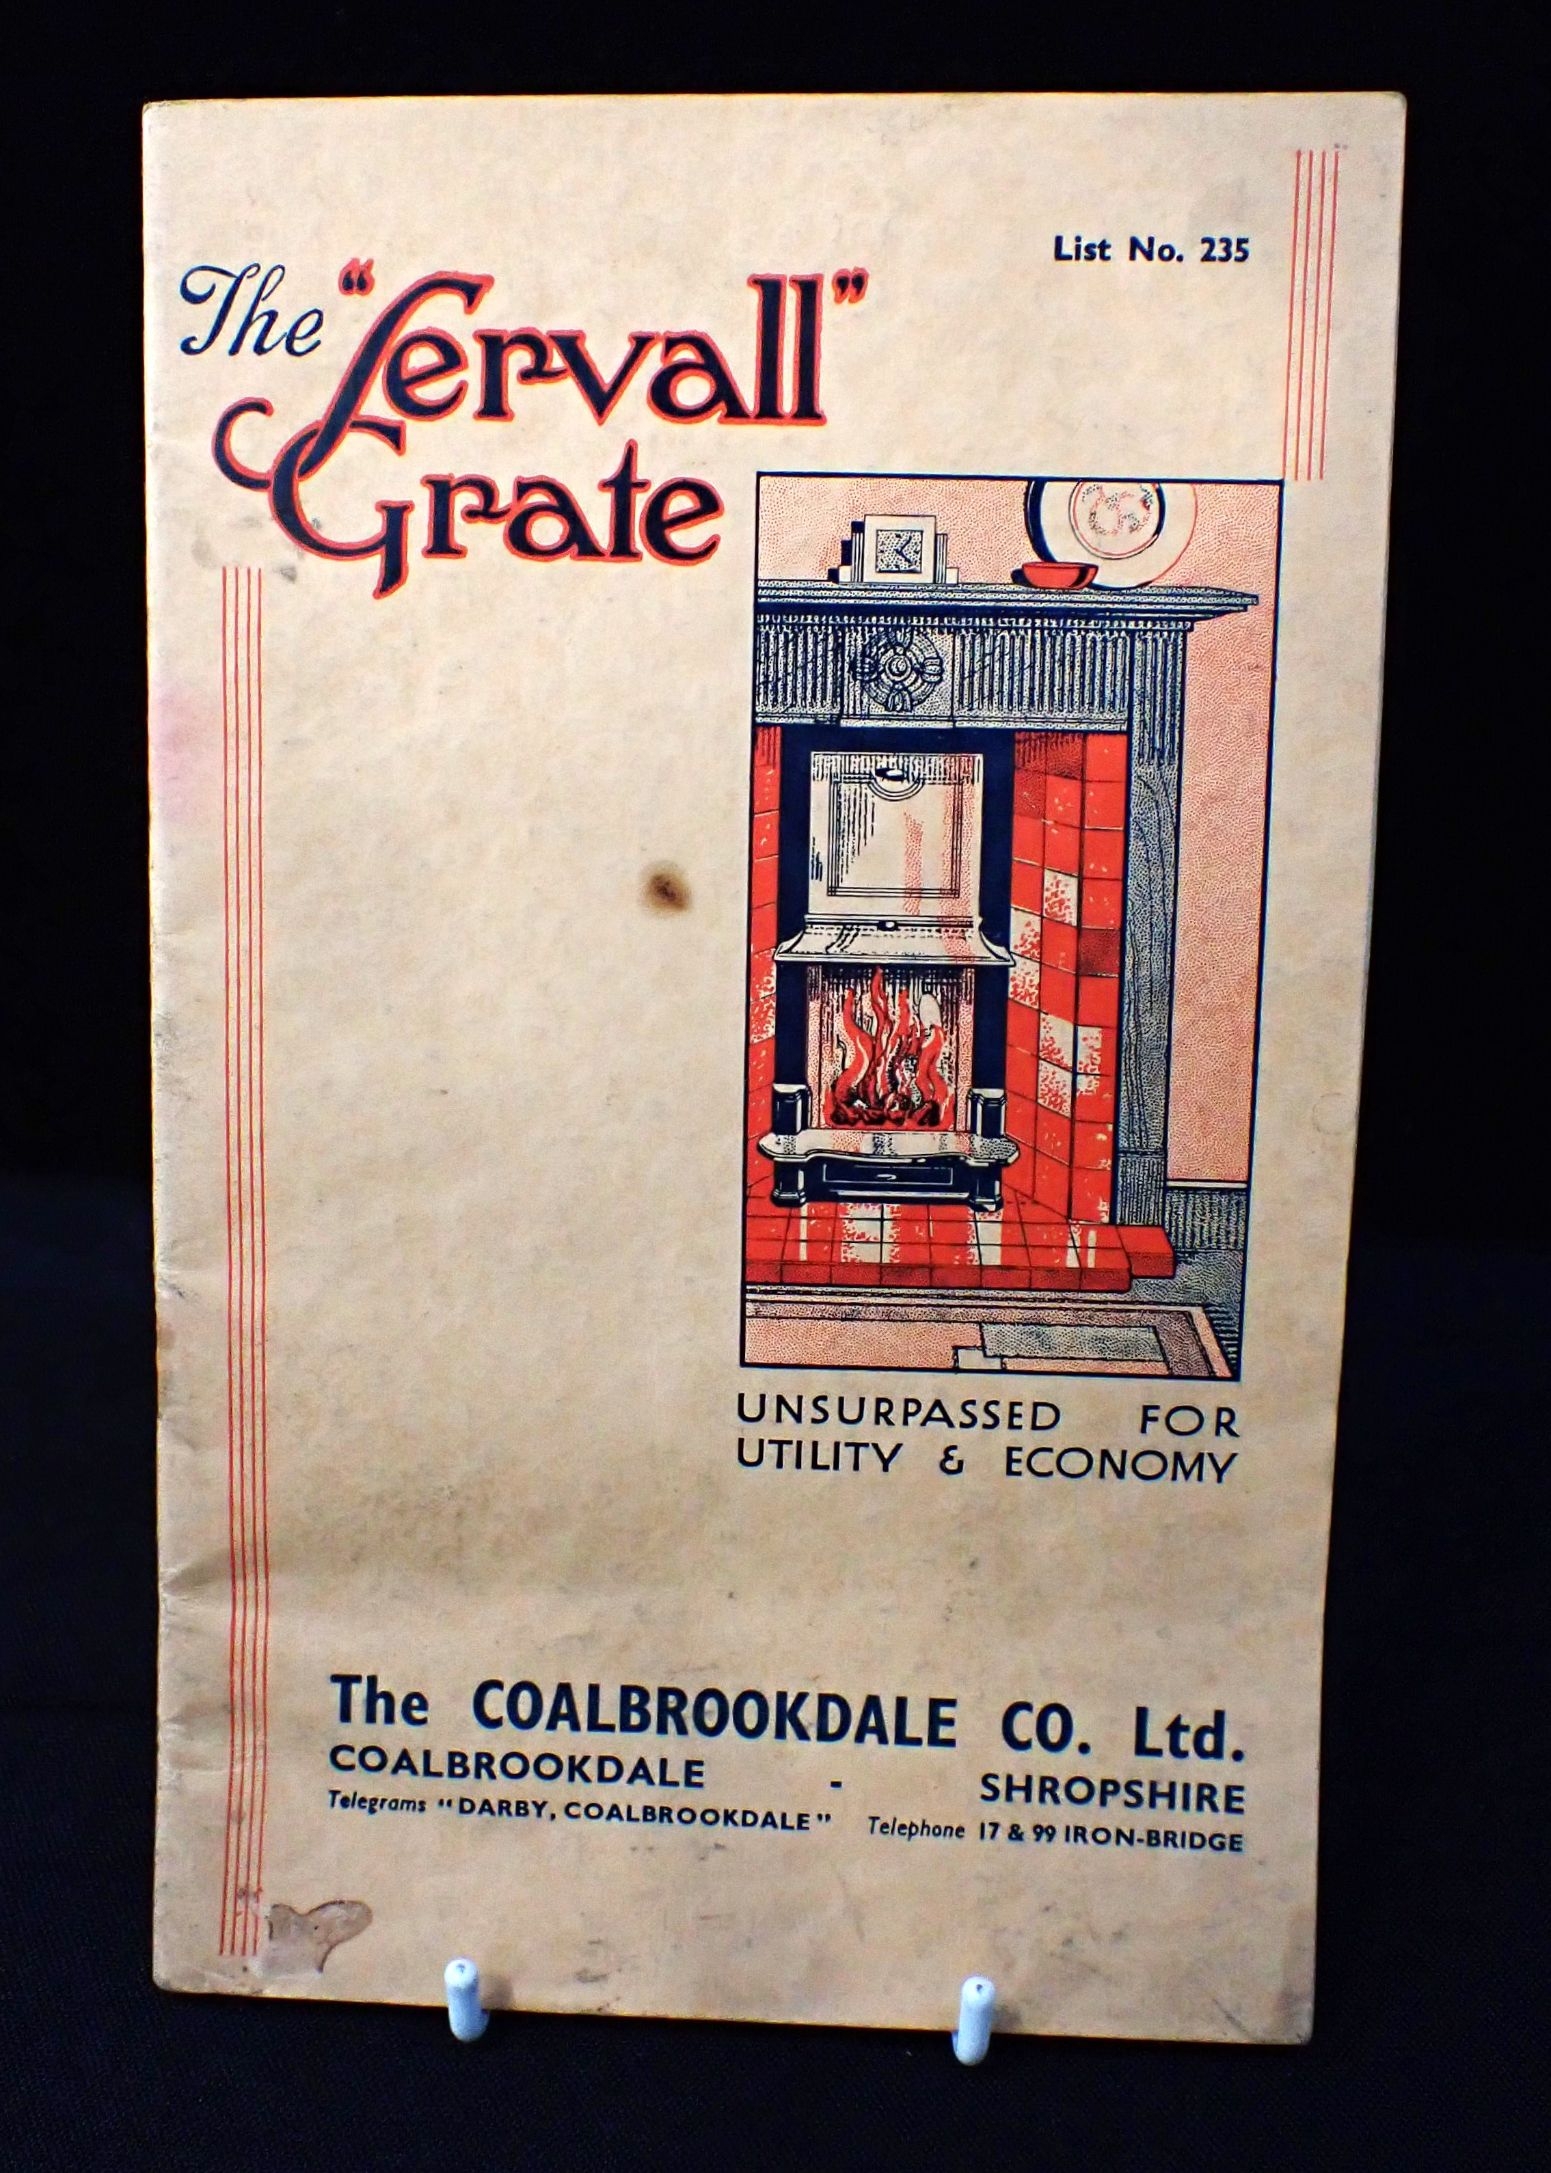 List No. 235
The "Servall"
Grate
UNSURPASSED FOR
UTILITY & ECONOMY
The COALBROOKDALE CO. Ltd.
COALBROOKDALE - SHROPSHIRE
Telegrams "DARBY, COALBROOKDALE" Telephone 17 & 99 IRON-BRIDGE